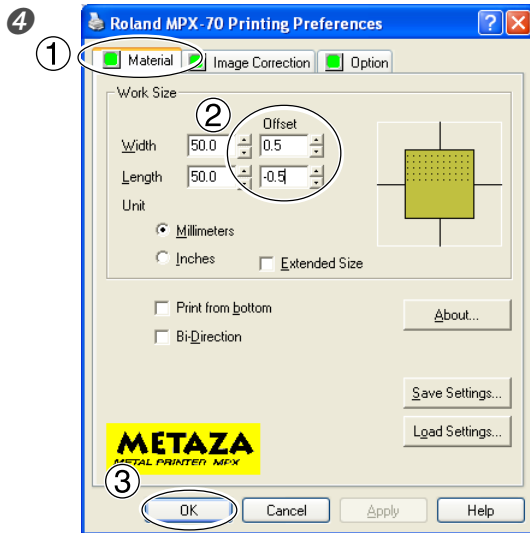 4
Roland MPX-70 Printing Preferences
1
Material Image Correction Option
Work Size
2
Offset
Width 50.0 0.5
Length 50.0 -0.5
Unit
Millimeters
Inches Extended Size
Print from bottom About...
Bi-Direction
Save Settings...
Load Settings...
METAZA
METAL PRINTER MPX
3
OK Cancel Apply Help